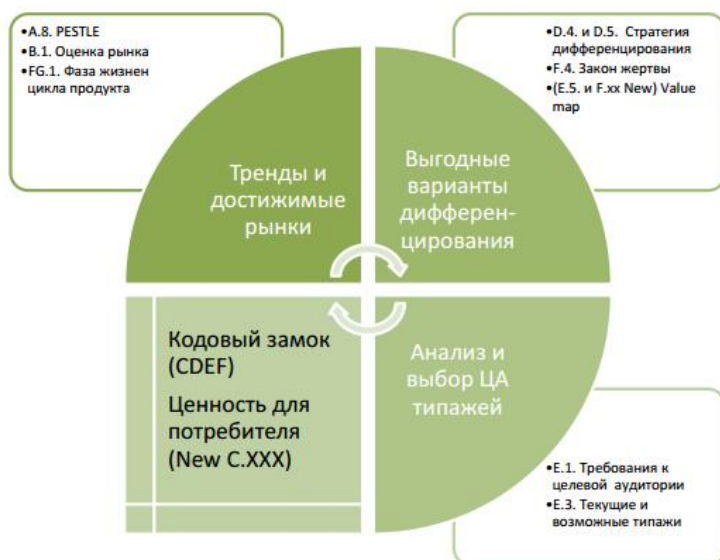 •A.8. PESTLE
•B.1. Оценка рынка
•FG.1. Фаза жизнен
цикла продукта
•D.4. и D.5. Стратегия
дифференцирования
•F.4. Закон жертвы
•(E.5. и F.xx New) Value
map
Тренды и
достижимые
рынки
Выгодные
варианты
дифферен-
цирования
Кодовый замок
(CDEF)
Ценность для
потребителя
(New C.XXX)
Анализ и
выбор ЦА
типажей
•E.1. Требования к
целевой аудитории
•E.3. Текущие и
возможные типажи